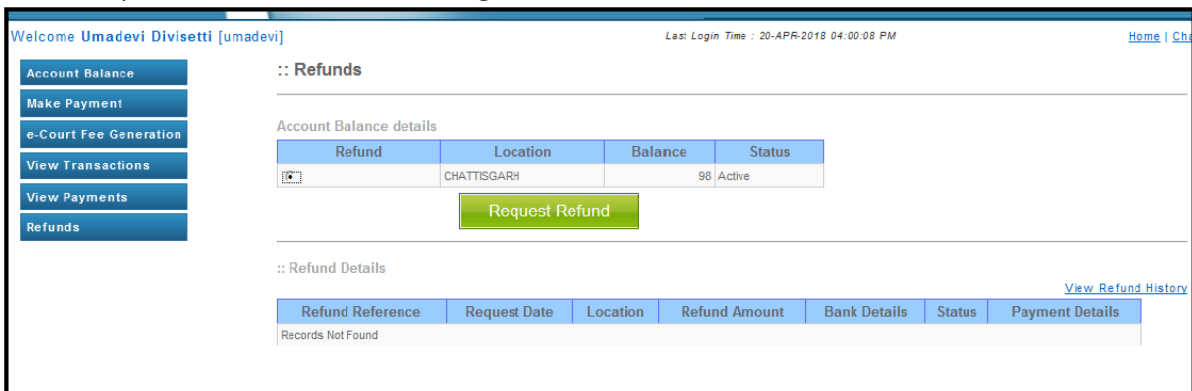 Welcome Umadevi Divisetti [umadevi] Last Login Time : 20-APR-2018 04:00:08 PM Home | Cha
Account Balance
Make Payment
e-Court Fee Generation
View Transactions
View Payments
Refunds
:: Refunds
Account Balance details
Refund Location Balance Status
CHATTISGARH 98 Active
Request Refund
:: Refund Details
View Refund History
Refund Reference Request Date Location Refund Amount Bank Details Status Payment Details
Records Not Found